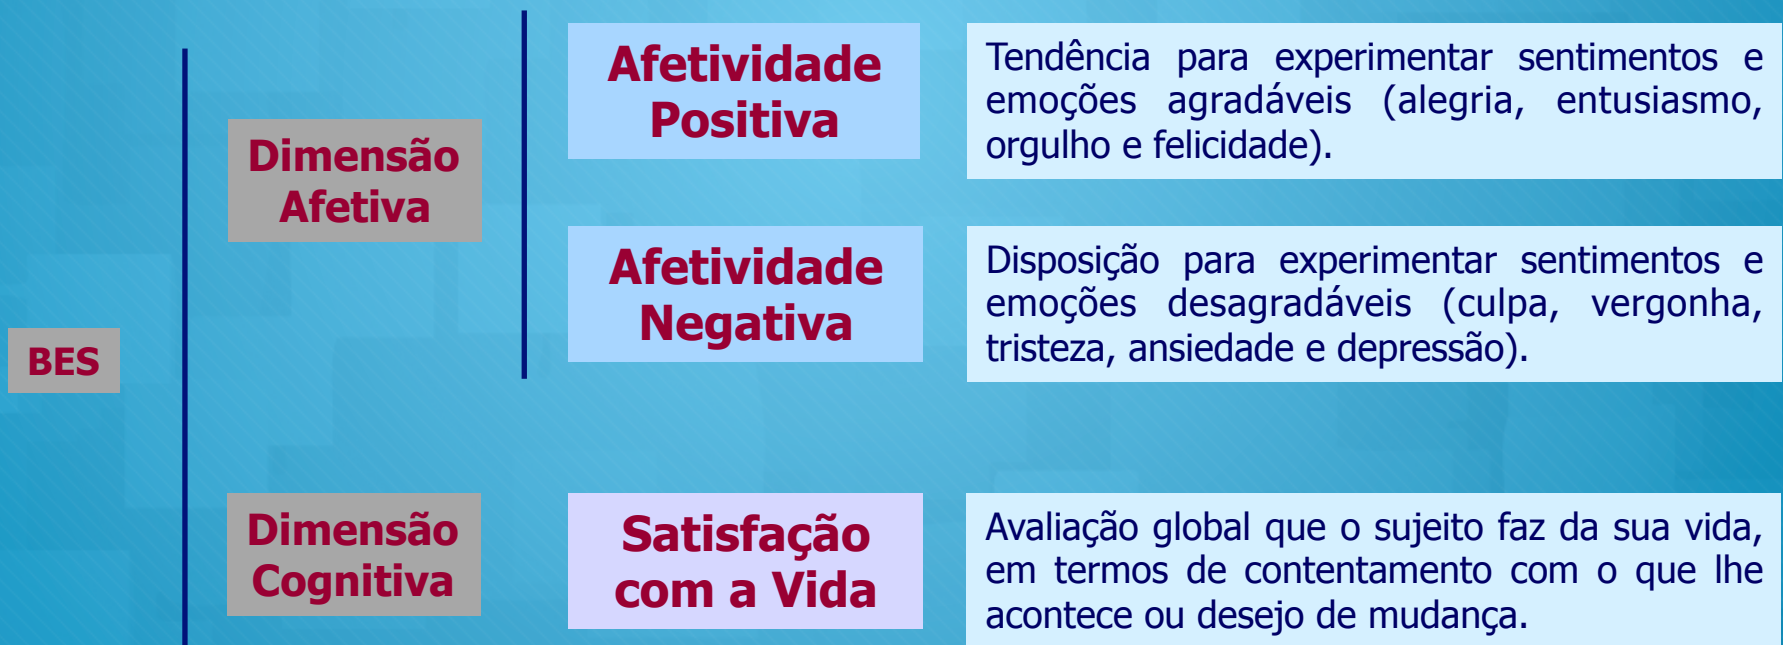 BES
Dimensão
Afetiva
Afetividade
Positiva
Tendência para experimentar sentimentos e
emoções agradáveis (alegria, entusiasmo,
orgulho e felicidade).
Afetividade
Negativa
Disposição para experimentar sentimentos e
emoções desagradáveis (culpa, vergonha,
tristeza, ansiedade e depressão).
Dimensão
Cognitiva
Satisfação
com a Vida
Avaliação global que o sujeito faz da sua vida,
em termos de contentamento com o que lhe
acontece ou desejo de mudança.